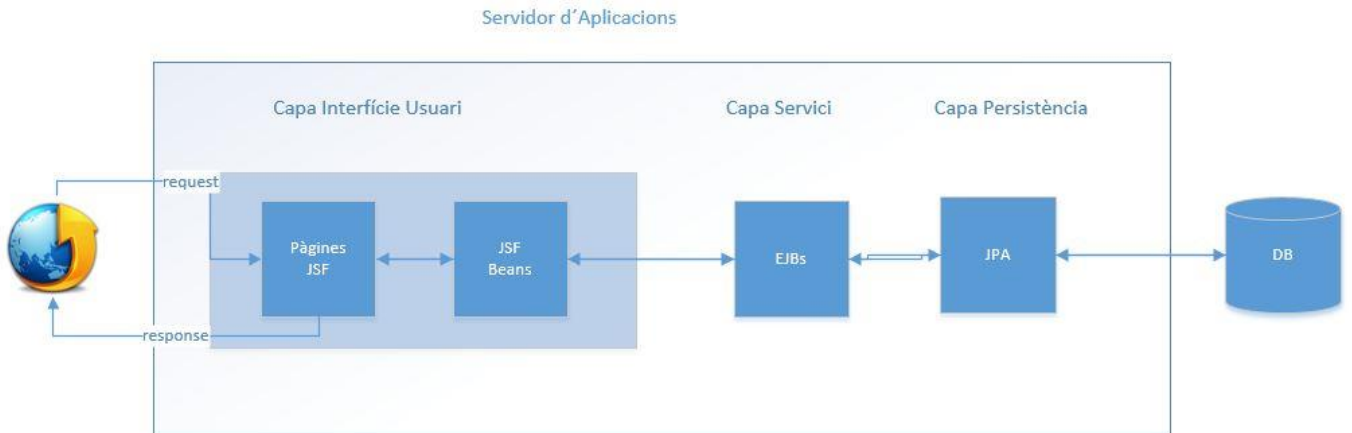 Servidor d´Aplicacions
Capa Interfície Usuari
Capa Servici
Capa Persistència
request
Pàgines
JSF
JSF
Beans
EJBs
JPA
DB
response